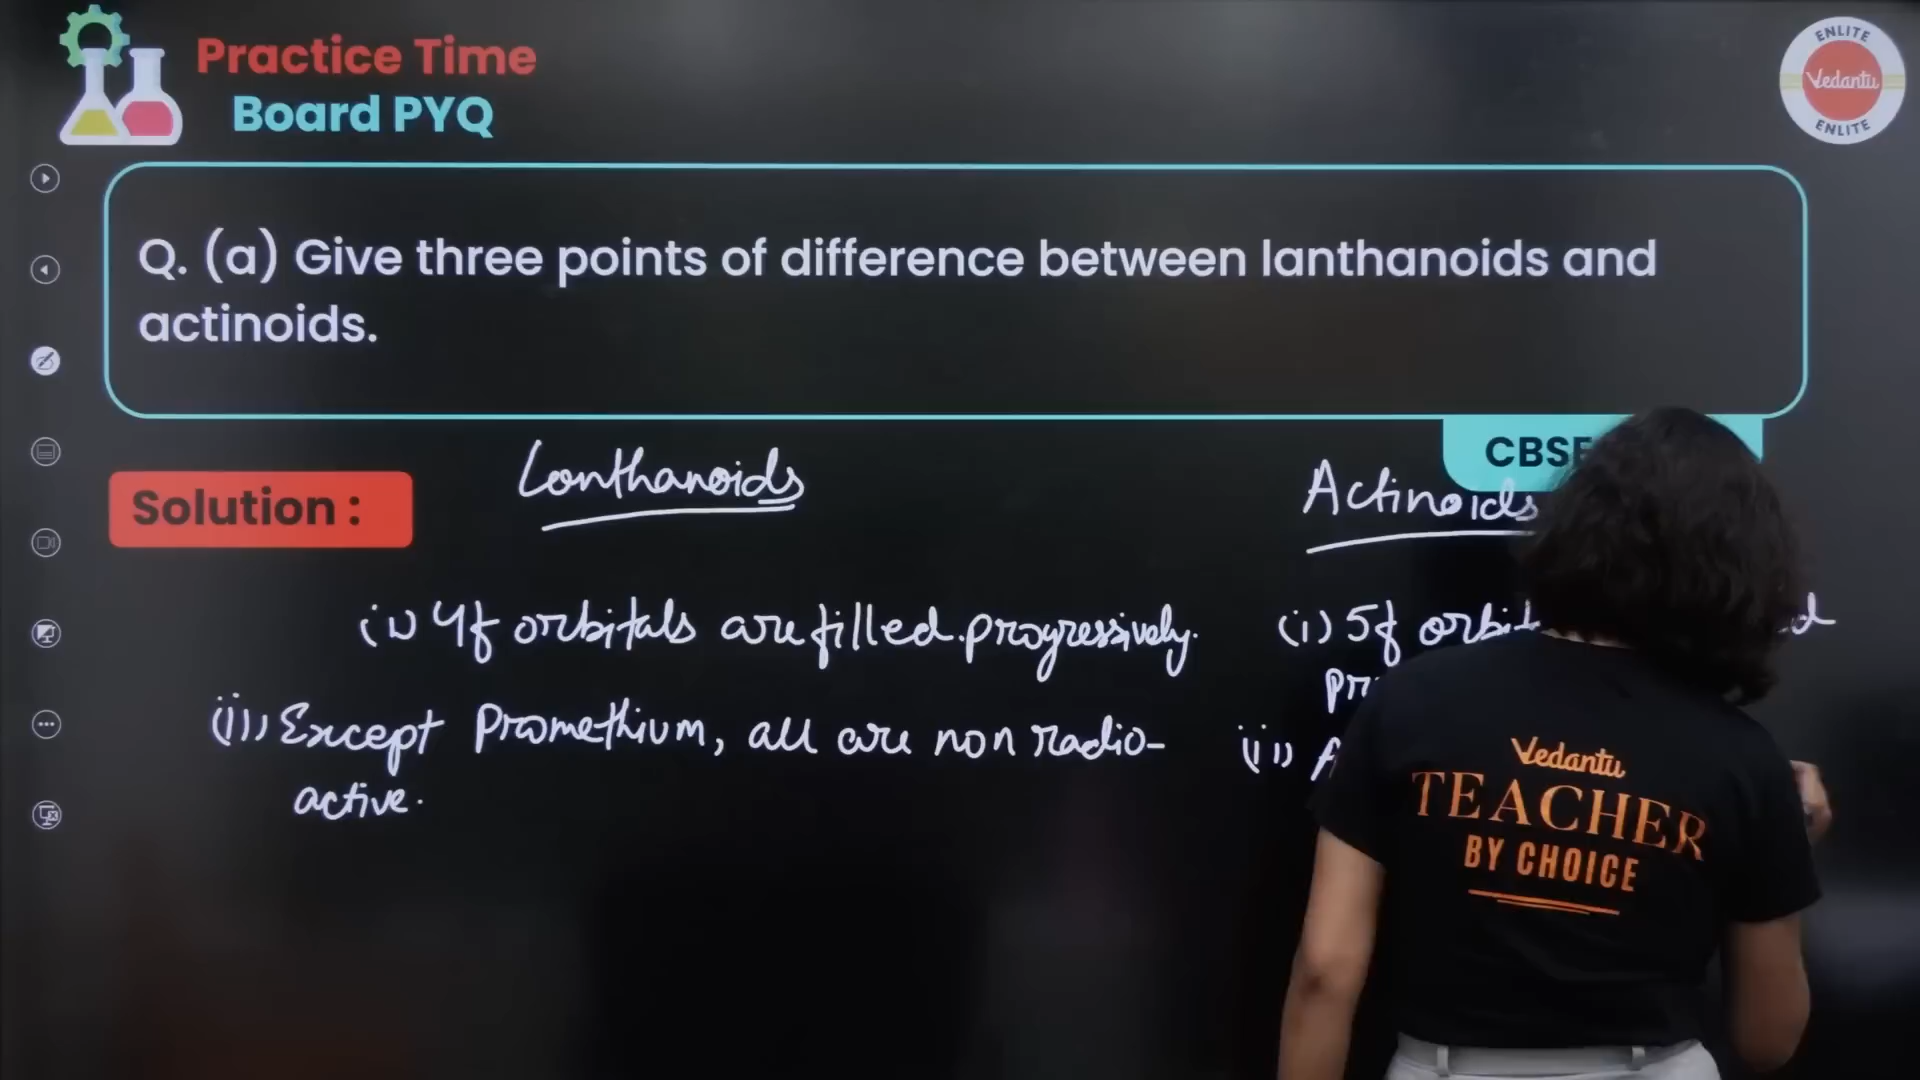 Practice Time
Board PYQ
ENLITE
Vedantu
ENLITE
Q. (a) Give three points of difference between lanthanoids and
actinoids.
CBSE
Solution :
Lanthanoids
Actinoids
(i) 4f orbitals are filled progressively.
(i) 5f
(ii) Except Promethium, all are non radio-
active.
(ii)
Vedantu
TEACHER
BY CHOICE